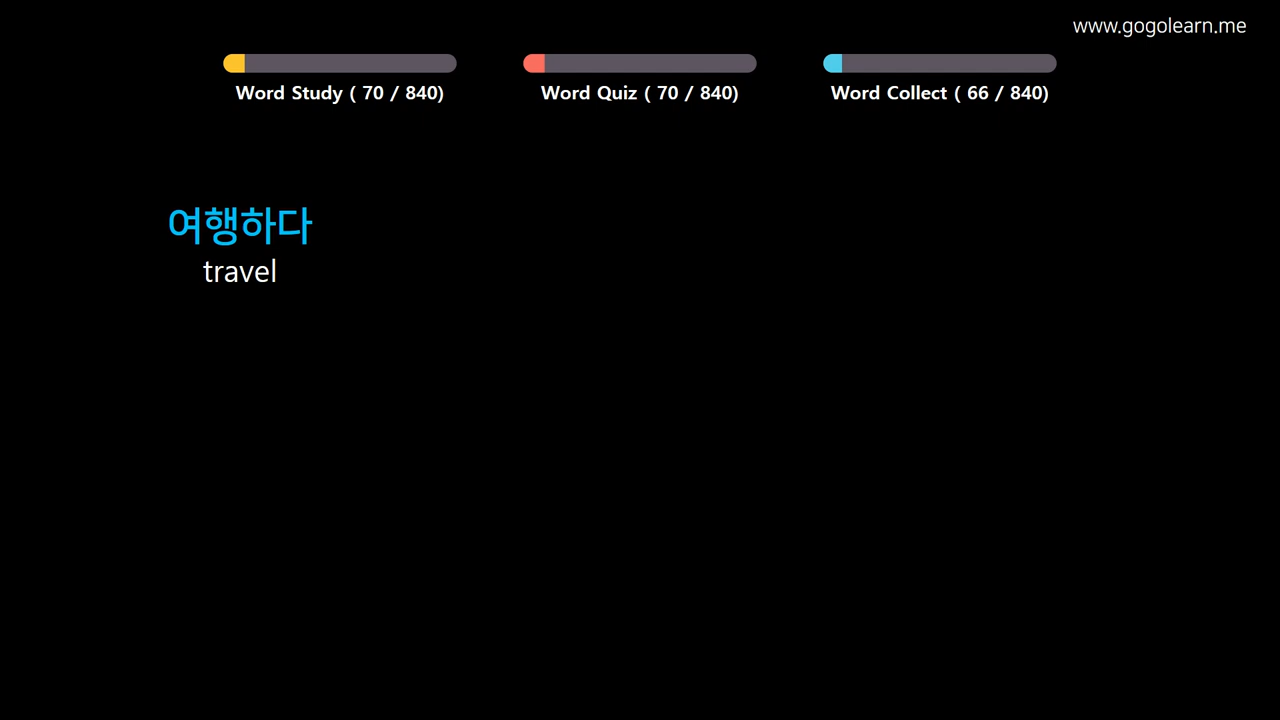 www.gogolearn.me
Word Study ( 70 / 840)
Word Quiz ( 70 / 840)
Word Collect ( 66 / 840)
여행하다
travel